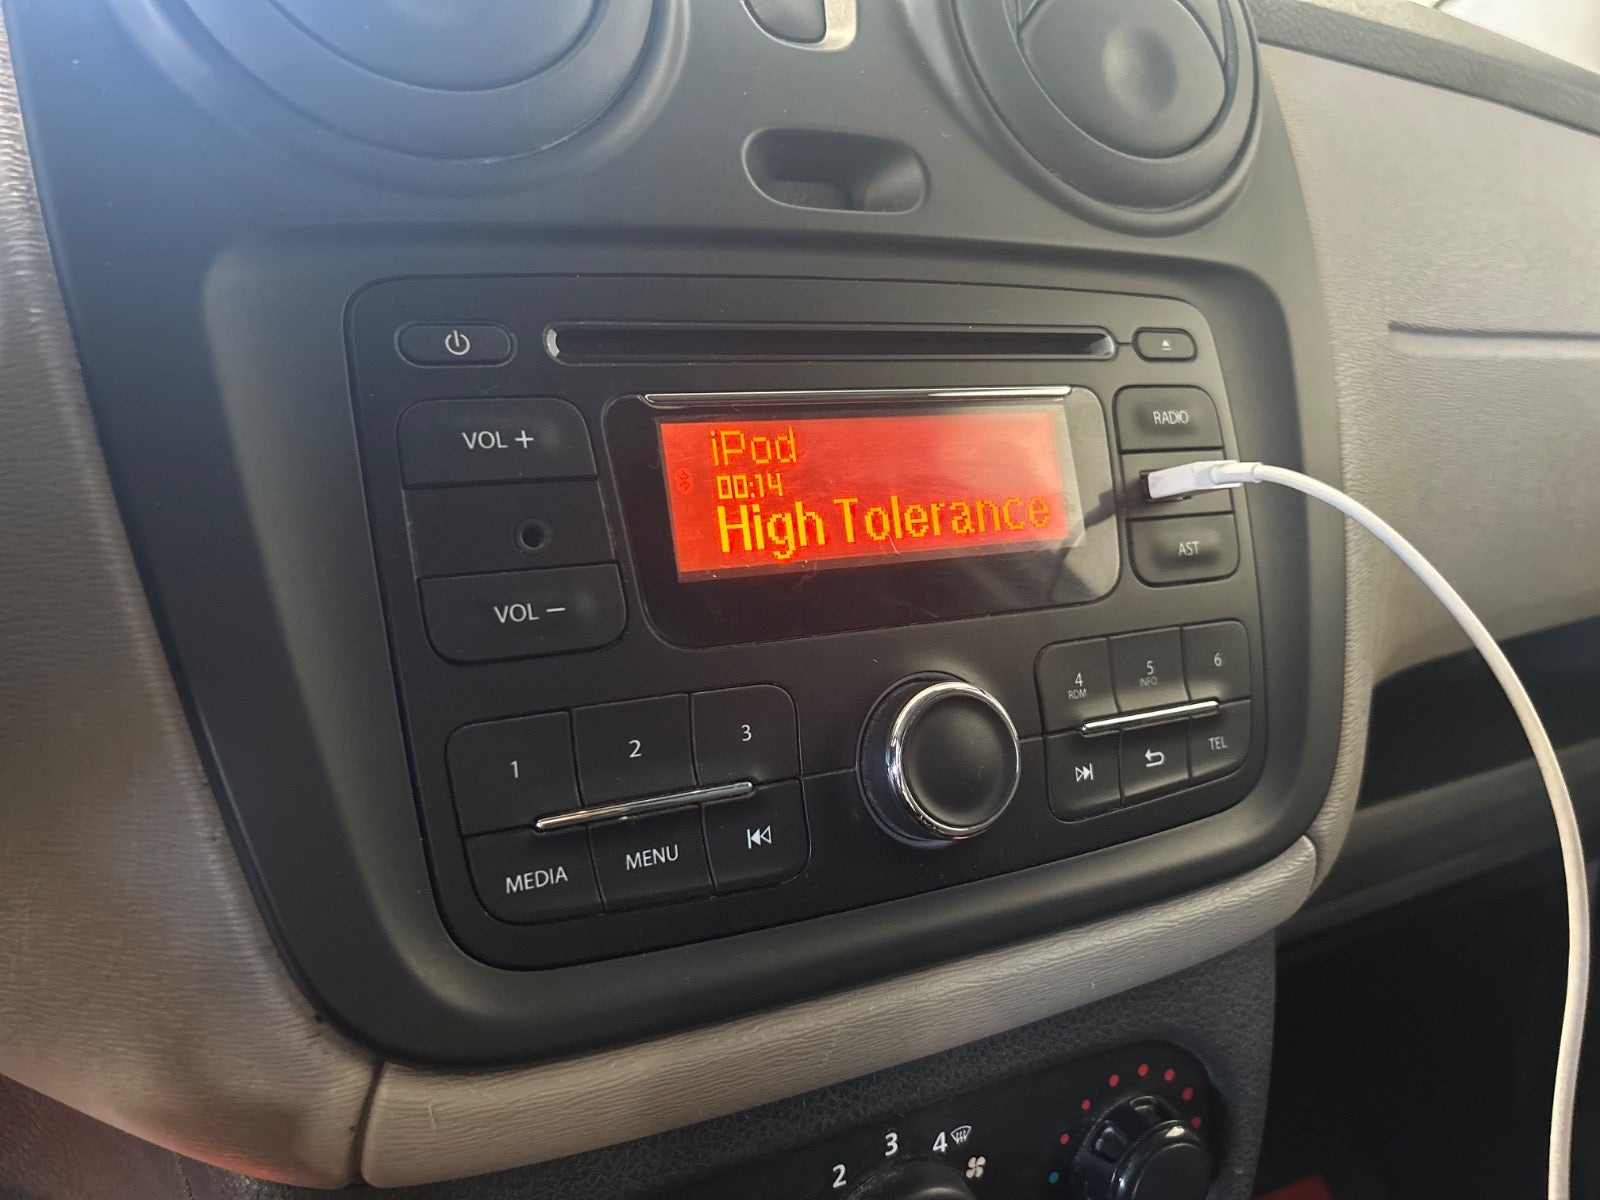 VOL +
VOL −
iPod
00:14
High Tolerance
RADIO
AST
1
2
3
MEDIA
MENU
4
RDM
5
INFO
6
TEL
2
3
4